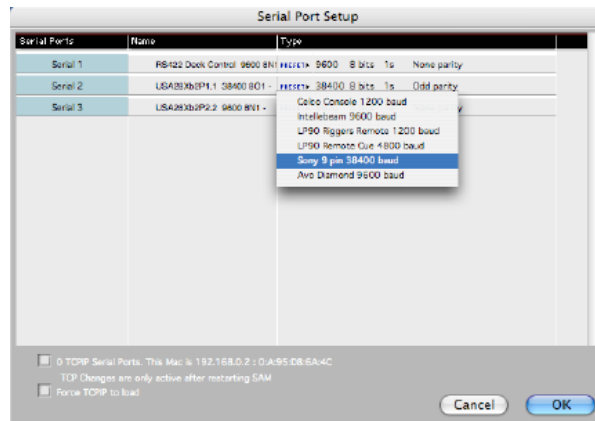 Serial Port Setup
Serial Ports Name Type
Serial 1 RS422 Deck Control 9600 8N1 PRESET▸ 9600 8 bits 1s None parity
Serial 2 USA28Xb2P1.1 38400 8O1 - PRESET▸ 38400 8 bits 1s Odd parity
Serial 3 USA28Xb2P2.2 9600 8N1 -
Celco Console 1200 baud
Intellebeam 9600 baud
LP90 Riggers Remote 1200 baud
LP90 Remote Cue 4800 baud
Sony 9 pin 38400 baud
Avo Diamond 9600 baud
0 TCPIP Serial Ports. This Mac is 192.168.0.2 : 0:A:95:D8:6A:4C
TCP Changes are only active after restarting SAM
Force TCPIP to load
Cancel OK